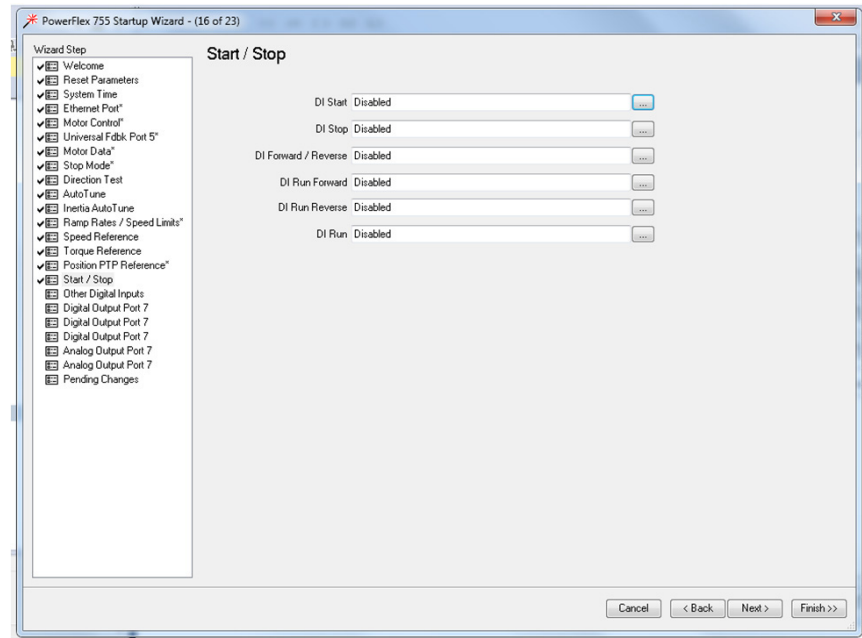 PowerFlex 755 Startup Wizard - (16 of 23)
Wizard Step
Welcome
Reset Parameters
System Time
Ethernet Port"
Motor Control"
Universal Fdbk Port 5"
Motor Data"
Stop Mode"
Direction Test
AutoTune
Inertia AutoTune
Ramp Rates / Speed Limits"
Speed Reference
Torque Reference
Position PTP Reference"
Start / Stop
Other Digital Inputs
Digital Output Port 7
Digital Output Port 7
Digital Output Port 7
Analog Output Port 7
Analog Output Port 7
Pending Changes
Start / Stop
DI Start Disabled ...
DI Stop Disabled ...
DI Forward / Reverse Disabled ...
DI Run Forward Disabled ...
DI Run Reverse Disabled ...
DI Run Disabled ...
Cancel < Back Next > Finish >>